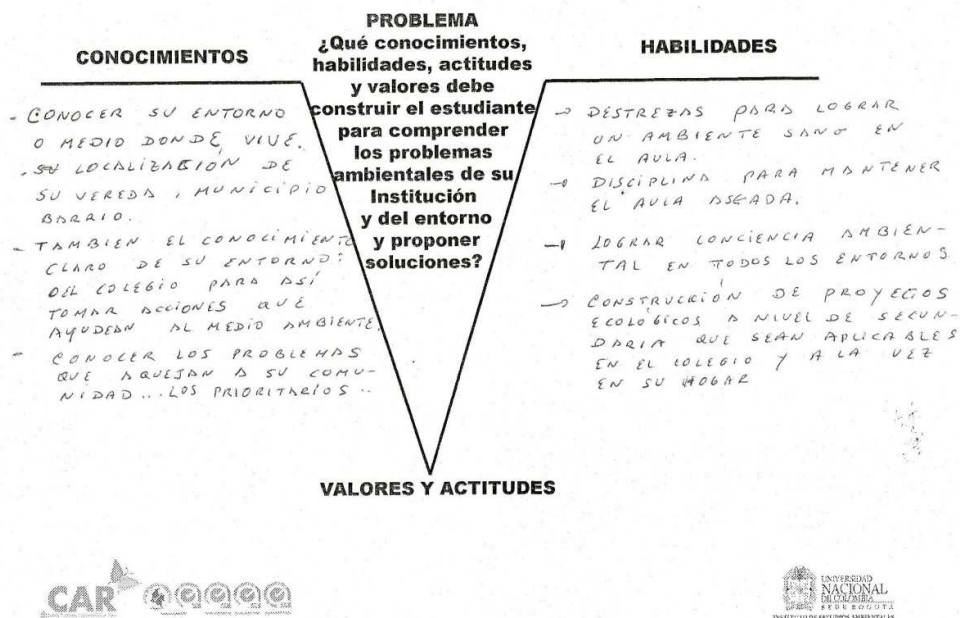 CONOCIMIENTOS
- CONOCER SU ENTORNO
O MEDIO DONDE VIVE.
. SU LOCALIZACIÓN DE
SU VEREDA, MUNICIPIO
BARRIO.
- TAMBIEN EL CONOCIMIENTO
CLARO DE SU ENTORNO:
DEL COLEGIO PARA ASÍ
TOMAR ACCIONES QUE
AYUDEAN AL MEDIO AMBIENTE.
- CONOCER LOS PROBLEMAS
QUE AQUEJAN A SU COMU-
NIDAD... LOS PRIORITARIOS..
PROBLEMA
¿Qué conocimientos,
habilidades, actitudes
y valores debe
construir el estudiante
para comprender
los problemas
ambientales de su
Institución
y del entorno
y proponer
soluciones?
HABILIDADES
→ DESTREZAS PARA LOGRAR
UN AMBIENTE SANO EN
EL AULA.
→ DISCIPLINA PARA MANTENER
EL AULA ASEADA.
→ LOGRAR CONCIENCIA AMBIEN-
TAL EN TODOS LOS ENTORNOS
→ CONSTRUCCIÓN DE PROYECTOS
ECOLÓGICOS A NIVEL DE SECUN-
DARIA QUE SEAN APLICABLES
EN EL COLEGIO Y A LA VEZ
EN SU HOGAR
VALORES Y ACTITUDES
CAR
UNIVERSIDAD
NACIONAL
DE COLOMBIA
SEDE BOGOTÁ
INSTITUTO DE ESTUDIOS AMBIENTALES